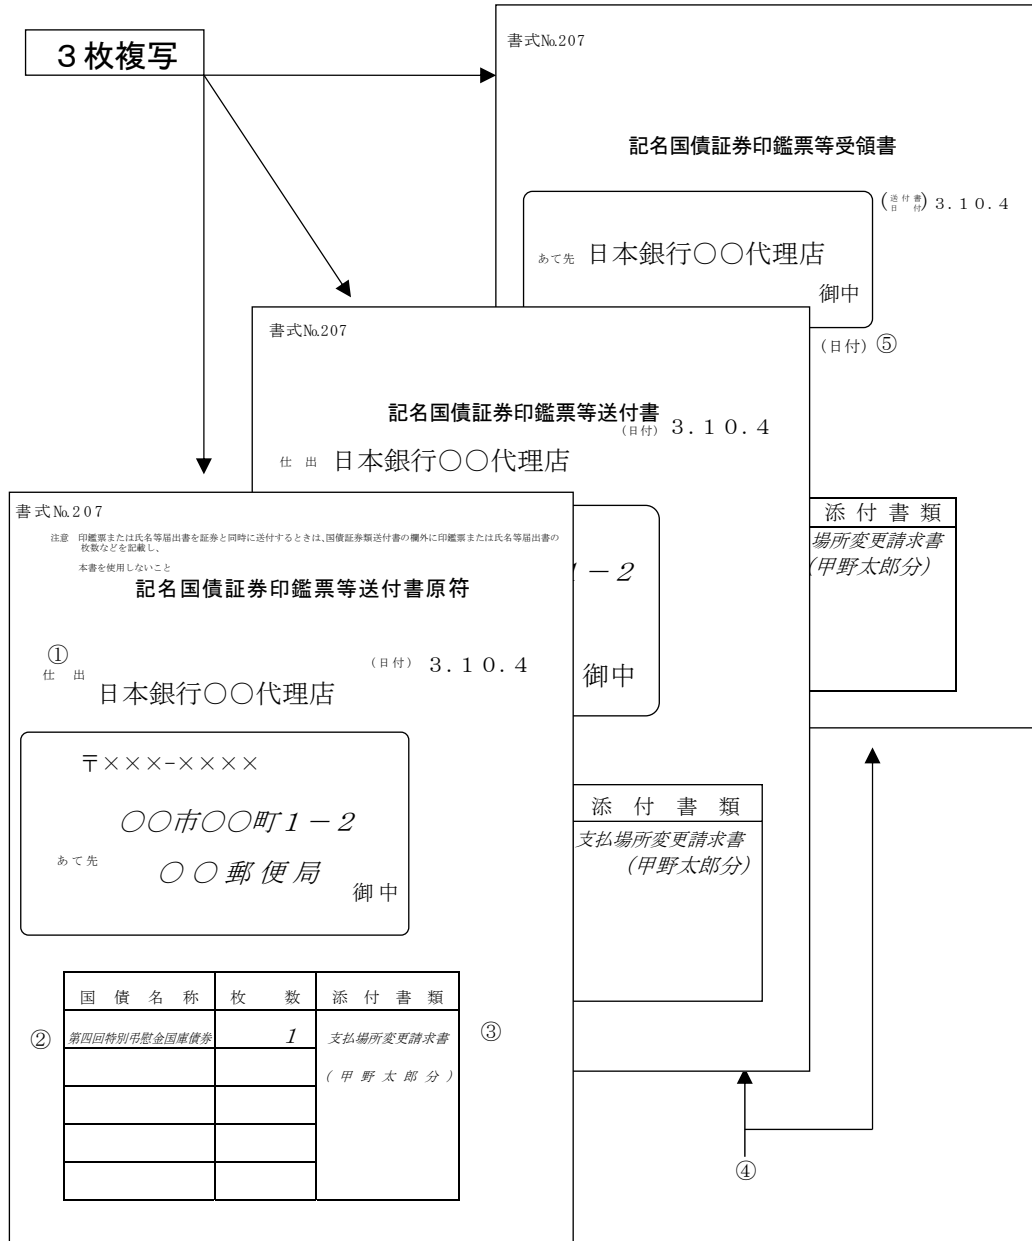 ３枚複写
書式№207
記名国債証券印鑑票等受領書
(送付書日付) 3.10.4
あて先 日本銀行○○代理店
御中
(日付) ⑤
添付書類
場所変更請求書
(甲野太郎分)
書式№207
記名国債証券印鑑票等送付書
(日付) 3.10.4
仕出 日本銀行○○代理店
1－2
御中
添付書類
支払場所変更請求書
(甲野太郎分)
書式№207
注意 印鑑票または氏名等届出書を証券と同時に送付するときは、国債証券類送付書の欄外に印鑑票または氏名等届出書の
枚数などを記載し、
本書を使用しないこと
記名国債証券印鑑票等送付書原符
①
仕出 日本銀行○○代理店
(日付) 3.10.4
〒×××-××××
○○市○○町1－2
あて先 ○○郵便局
御中
国債名称 枚数 添付書類
② 第四回特別弔慰金国庫債券 1 支払場所変更請求書 ③
(甲野太郎分)
④